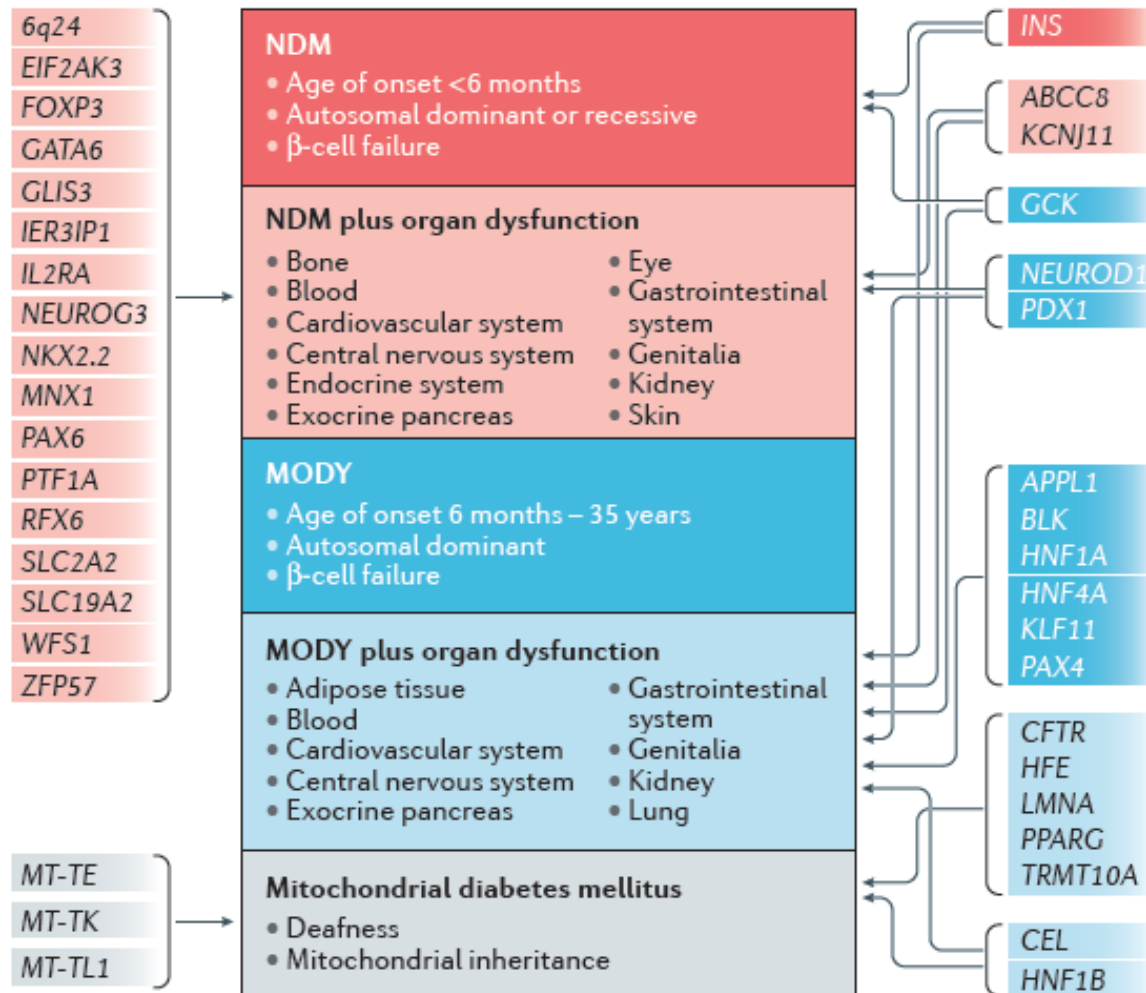 6q24
EIF2AK3
FOXP3
GATA6
GLIS3
IER3IP1
IL2RA
NEUROG3
NKX2.2
MNX1
PAX6
PTF1A
RFX6
SLC2A2
SLC19A2
WFS1
ZFP57
MT-TE
MT-TK
MT-TL1
NDM
• Age of onset <6 months
• Autosomal dominant or recessive
• β-cell failure
NDM plus organ dysfunction
• Bone
• Blood
• Cardiovascular system
• Central nervous system
• Endocrine system
• Exocrine pancreas
• Eye
• Gastrointestinal
system
• Genitalia
• Kidney
• Skin
MODY
• Age of onset 6 months – 35 years
• Autosomal dominant
• β-cell failure
MODY plus organ dysfunction
• Adipose tissue
• Blood
• Cardiovascular system
• Central nervous system
• Exocrine pancreas
• Gastrointestinal
system
• Genitalia
• Kidney
• Lung
Mitochondrial diabetes mellitus
• Deafness
• Mitochondrial inheritance
INS
ABCC8
KCNJ11
GCK
NEUROD1
PDX1
APPL1
BLK
HNF1A
HNF4A
KLF11
PAX4
CFTR
HFE
LMNA
PPARG
TRMT10A
CEL
HNF1B